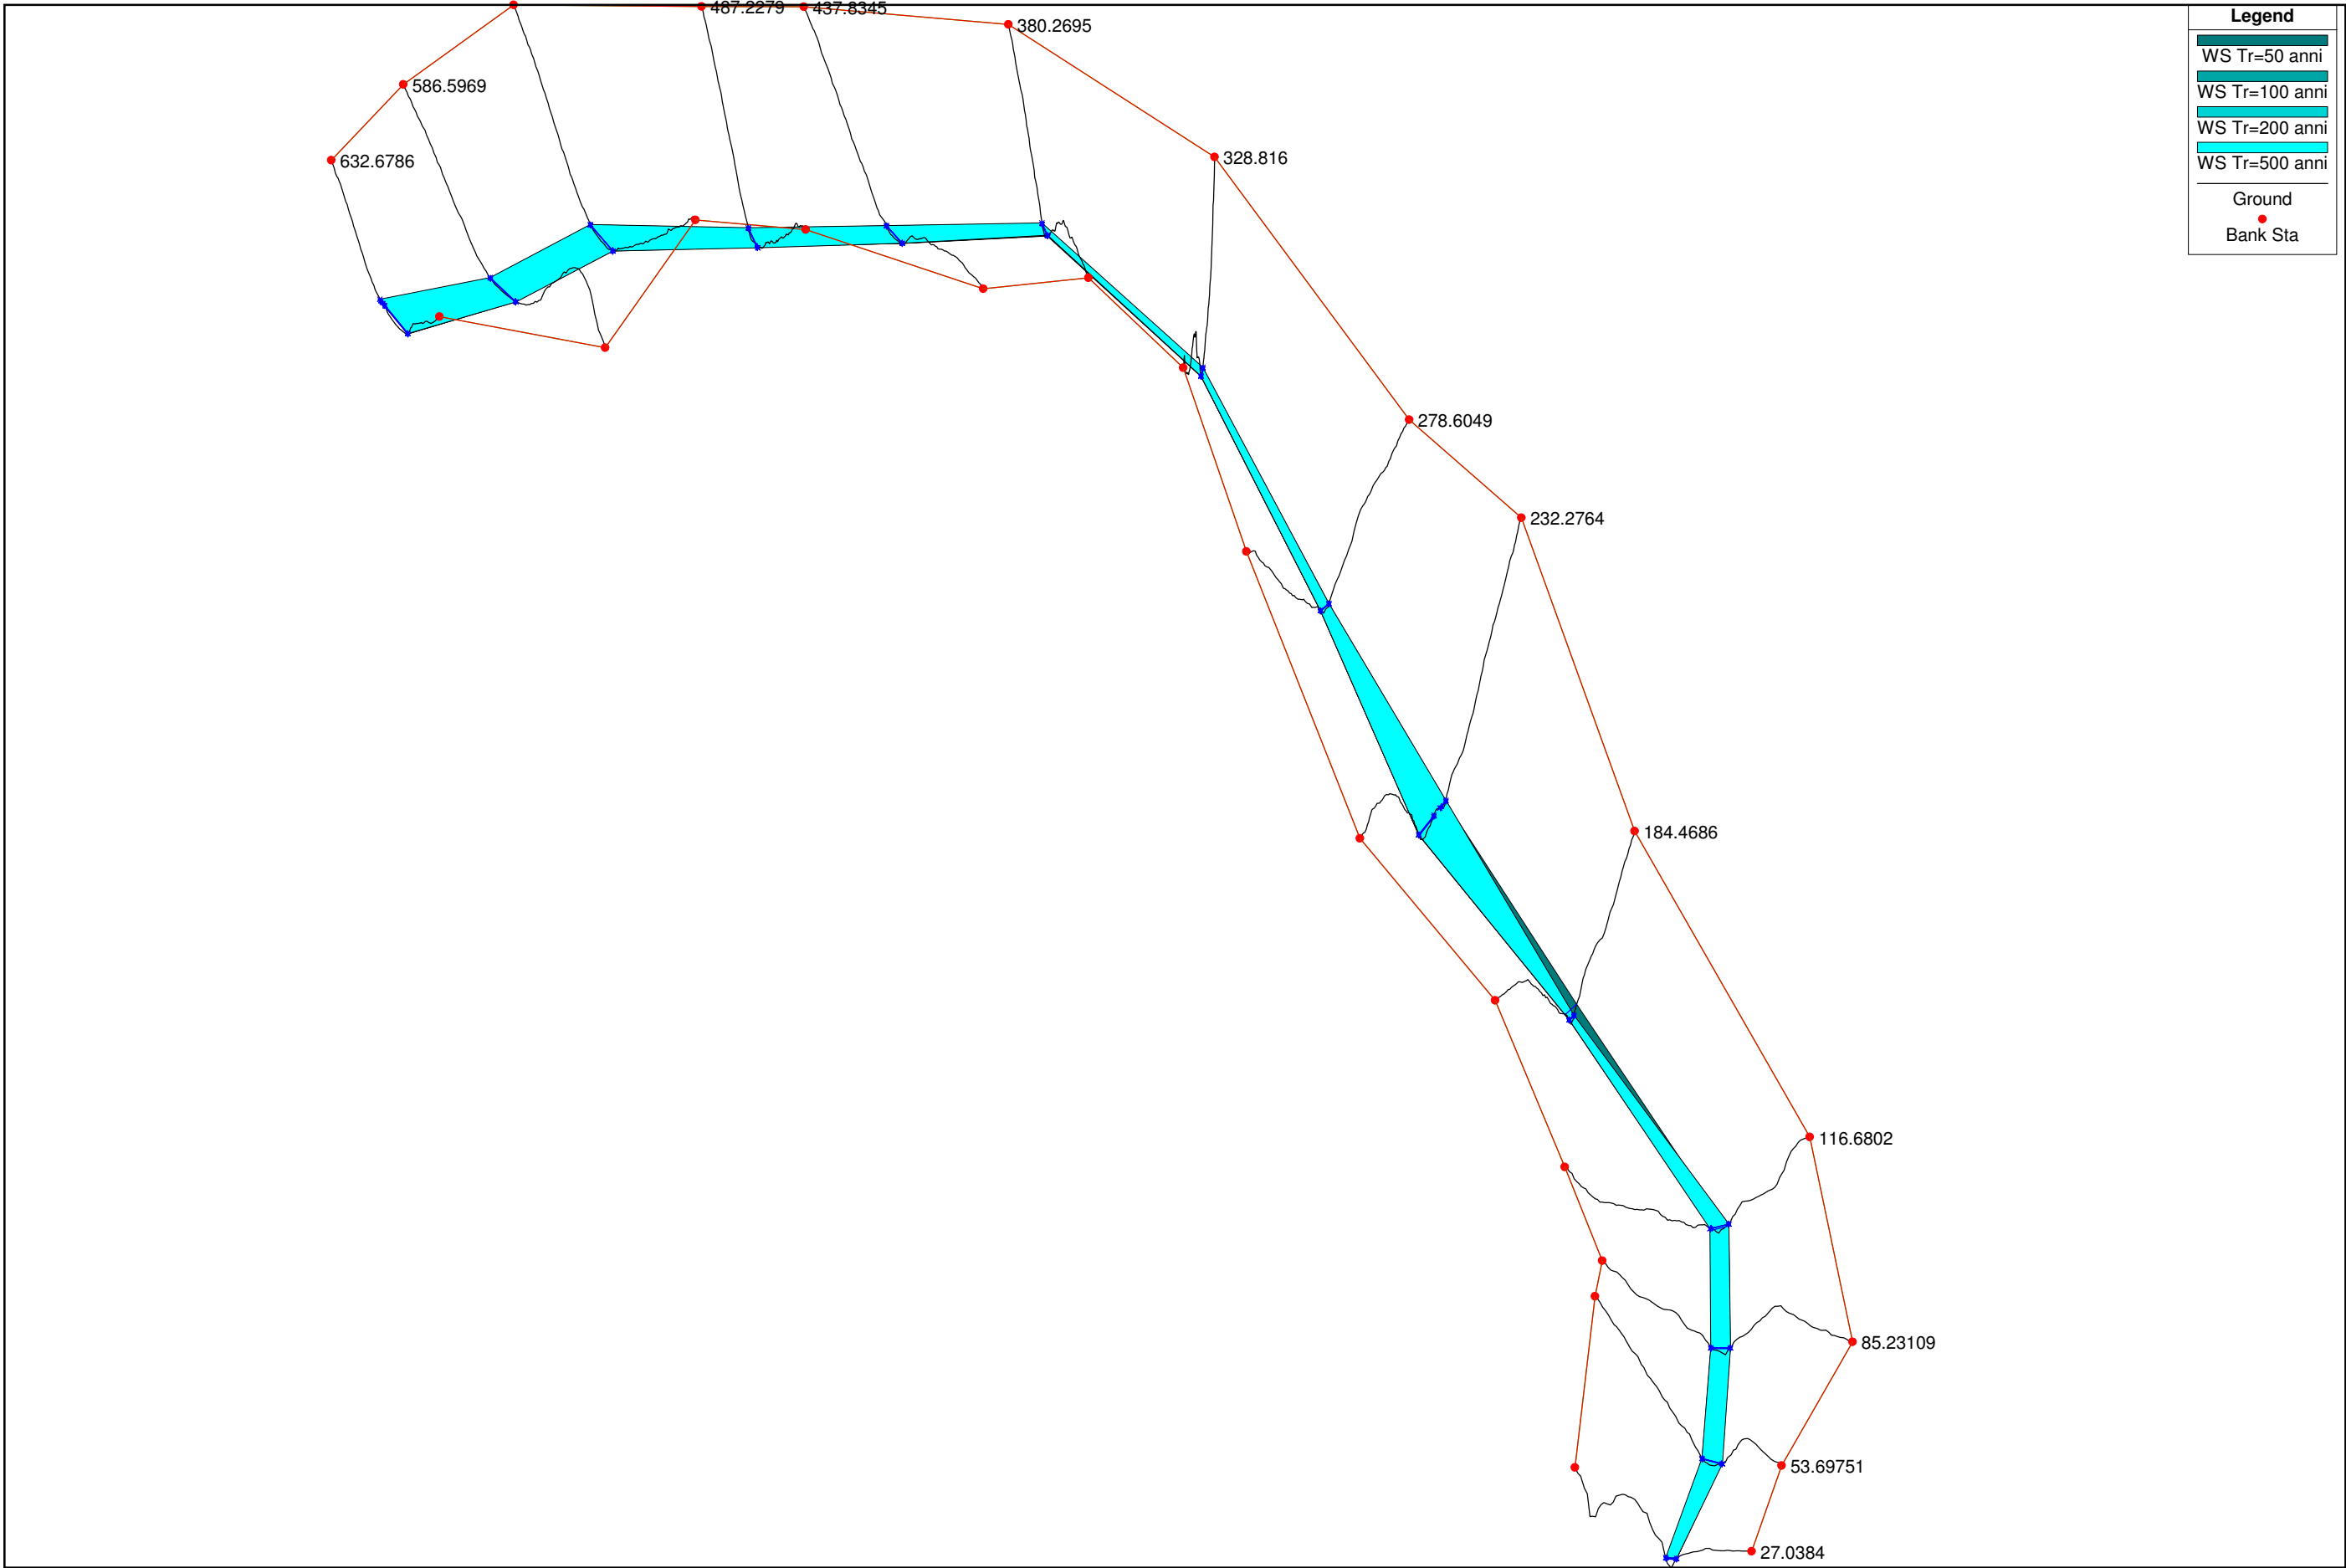 487.2279
437.8345
380.2695
586.5969
632.6786
328.816
278.6049
232.2764
184.4686
116.6802
85.23109
53.69751
27.0384
Legend
WS Tr=50 anni
WS Tr=100 anni
WS Tr=200 anni
WS Tr=500 anni
Ground
Bank Sta